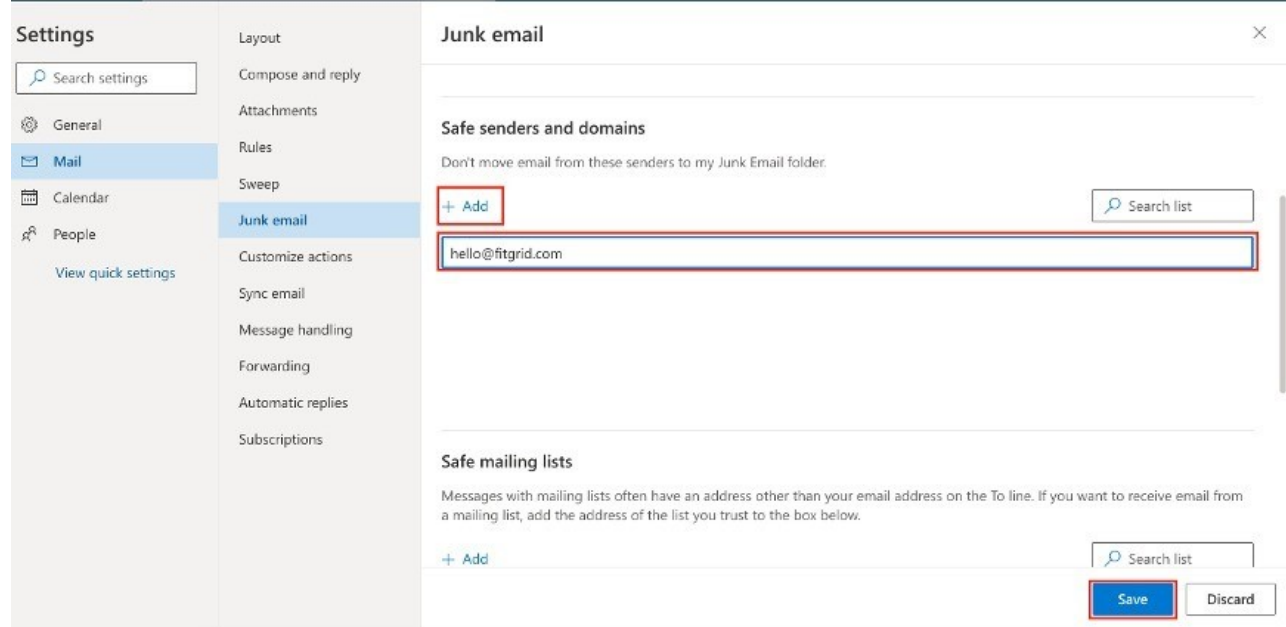 Settings
Search settings
General
Mail
Calendar
People
View quick settings
Layout
Compose and reply
Attachments
Rules
Sweep
Junk email
Customize actions
Sync email
Message handling
Forwarding
Automatic replies
Subscriptions
Junk email
Safe senders and domains
Don't move email from these senders to my Junk Email folder.
+ Add
Search list
hello@fitgrid.com
Safe mailing lists
Messages with mailing lists often have an address other than your email address on the To line. If you want to receive email from
a mailing list, add the address of the list you trust to the box below.
+ Add
Search list
Save
Discard